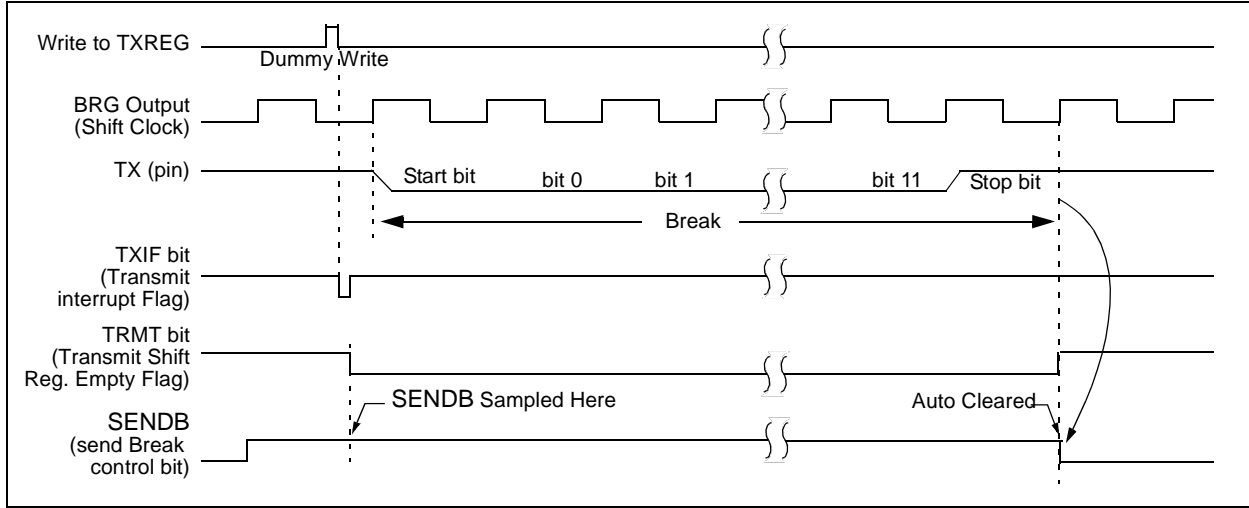 Write to TXREG
Dummy Write
BRG Output
(Shift Clock)
TX (pin)
Start bit
bit 0
bit 1
bit 11
Stop bit
Break
TXIF bit
(Transmit
interrupt Flag)
TRMT bit
(Transmit Shift
Reg. Empty Flag)
SENDB Sampled Here
Auto Cleared
SENDB
(send Break
control bit)